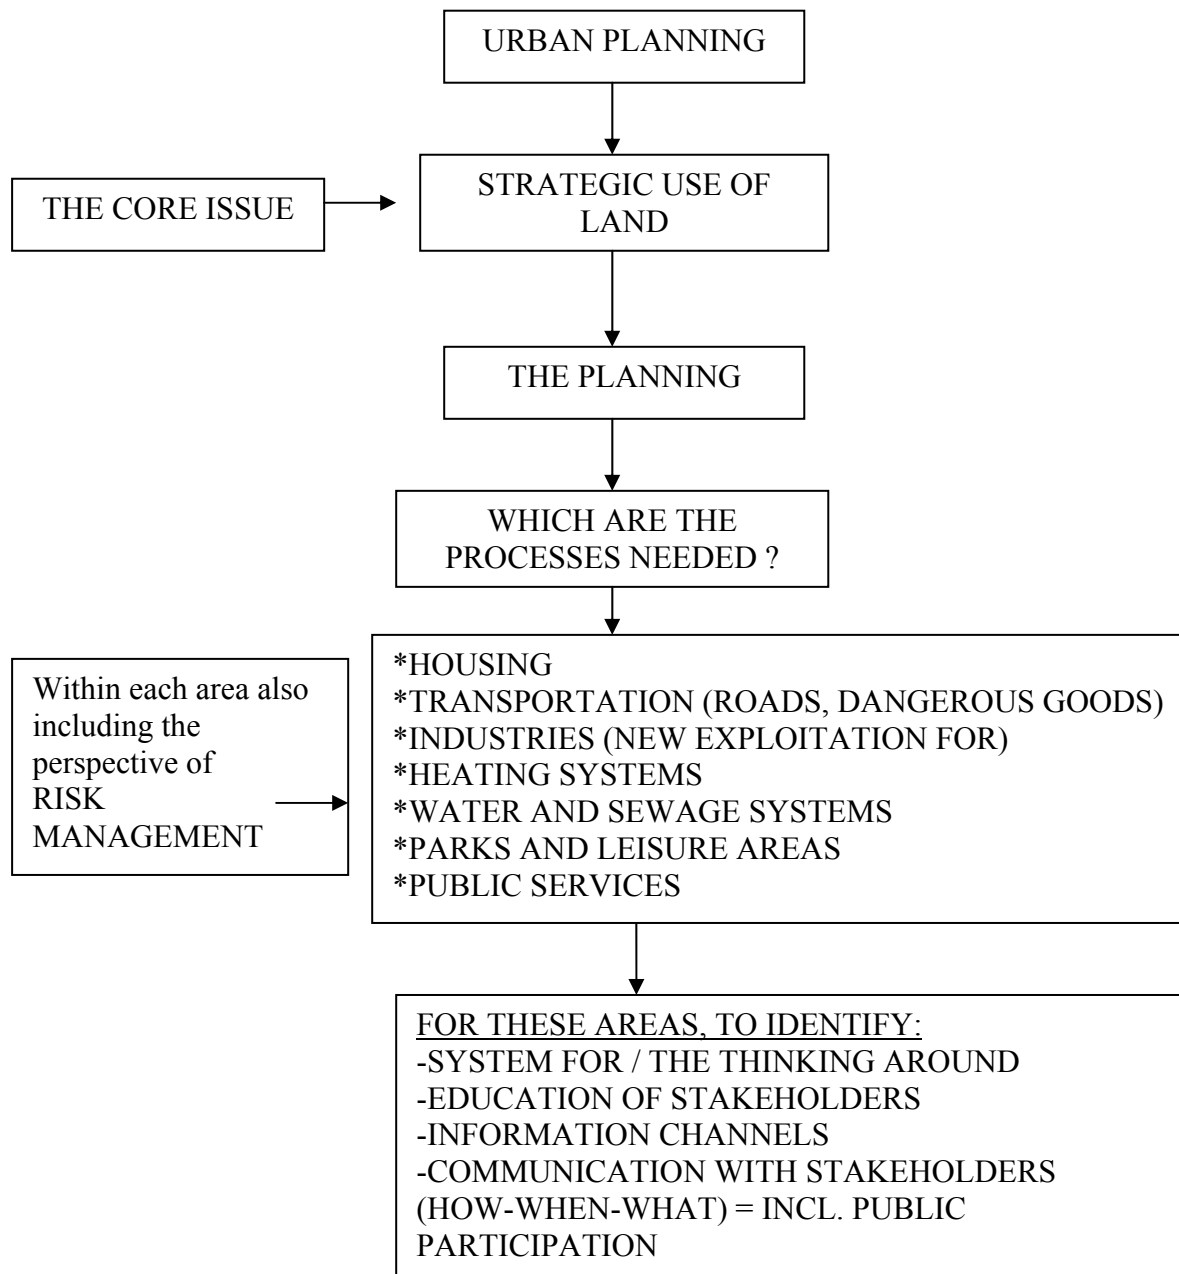 URBAN PLANNING
STRATEGIC USE OF
LAND
THE CORE ISSUE
THE PLANNING
WHICH ARE THE
PROCESSES NEEDED ?
Within each area also
including the
perspective of
RISK
MANAGEMENT
*HOUSING
*TRANSPORTATION (ROADS, DANGEROUS GOODS)
*INDUSTRIES (NEW EXPLOITATION FOR)
*HEATING SYSTEMS
*WATER AND SEWAGE SYSTEMS
*PARKS AND LEISURE AREAS
*PUBLIC SERVICES
FOR THESE AREAS, TO IDENTIFY:
-SYSTEM FOR / THE THINKING AROUND
-EDUCATION OF STAKEHOLDERS
-INFORMATION CHANNELS
-COMMUNICATION WITH STAKEHOLDERS
(HOW-WHEN-WHAT) = INCL. PUBLIC
PARTICIPATION